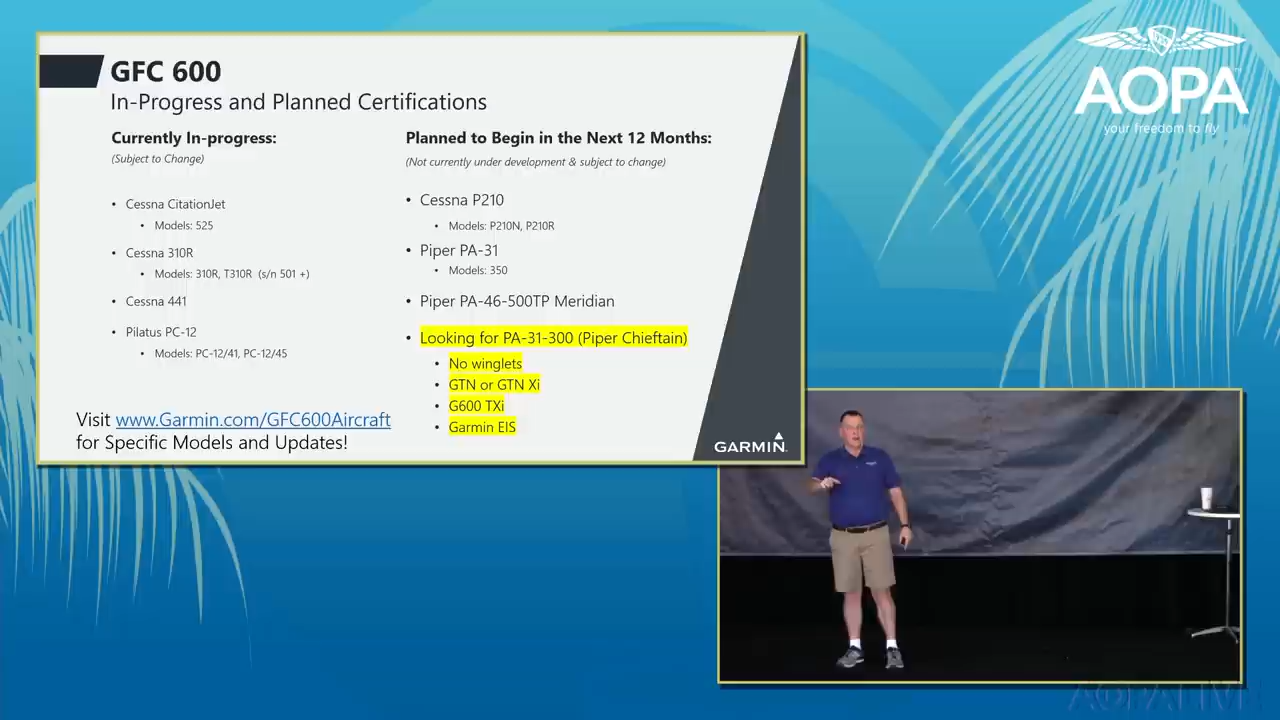 GFC 600
In-Progress and Planned Certifications
Currently In-progress:
(Subject to Change)
• Cessna CitationJet
• Models: 525
• Cessna 310R
• Models: 310R, T310R (s/n 501 +)
• Cessna 441
• Pilatus PC-12
• Models: PC-12/41, PC-12/45
Visit www.Garmin.com/GFC600Aircraft
for Specific Models and Updates!
Planned to Begin in the Next 12 Months:
(Not currently under development & subject to change)
• Cessna P210
• Models: P210N, P210R
• Piper PA-31
• Models: 350
• Piper PA-46-500TP Meridian
• Looking for PA-31-300 (Piper Chieftain)
• No winglets
• GTN or GTN Xi
• G600 TXi
• Garmin EIS
GARMIN
AOPA
your freedom to fly
AOPA LIVE